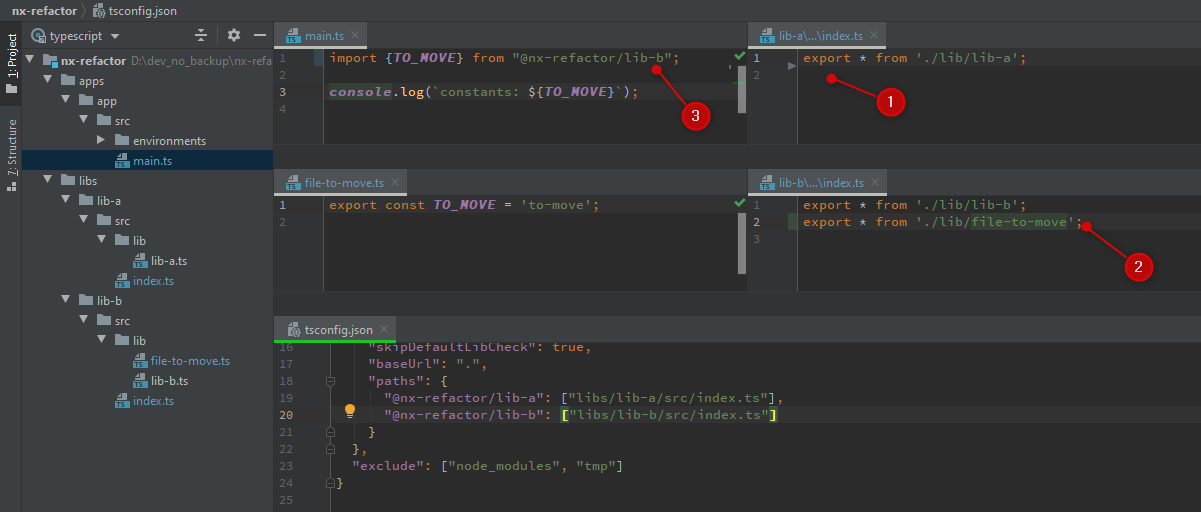 nx-refactor
tsconfig.json
1: Project
7: Structure
typescript
nx-refactor D:\dev_no_backup\nx-refa
apps
app
src
environments
main.ts
libs
lib-a
src
lib
lib-a.ts
index.ts
lib-b
src
lib
file-to-move.ts
lib-b.ts
index.ts
main.ts
1 import {TO_MOVE} from "@nx-refactor/lib-b";
2
3 console.log(`constants: ${TO_MOVE}`);
4
3
lib-a\...\index.ts
1 export * from './lib/lib-a';
2
1
file-to-move.ts
1 export const TO_MOVE = 'to-move';
2
lib-b\...\index.ts
1 export * from './lib/lib-b';
2 export * from './lib/file-to-move';
3
2
tsconfig.json
16 "skipDefaultLibCheck": true,
17 "baseUrl": ".",
18 "paths": {
19 "@nx-refactor/lib-a": ["libs/lib-a/src/index.ts"],
20 "@nx-refactor/lib-b": ["libs/lib-b/src/index.ts"]
21 }
22 },
23 "exclude": ["node_modules", "tmp"]
24 }
25